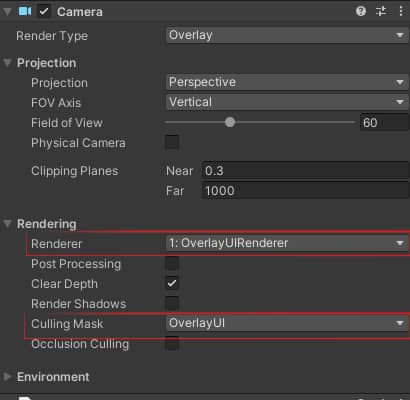 Camera
Render Type Overlay
Projection
Projection Perspective
FOV Axis Vertical
Field of View 60
Physical Camera
Clipping Planes Near 0.3
Far 1000
Rendering
Renderer 1: OverlayUIRenderer
Post Processing
Clear Depth
Render Shadows
Culling Mask OverlayUI
Occlusion Culling
Environment